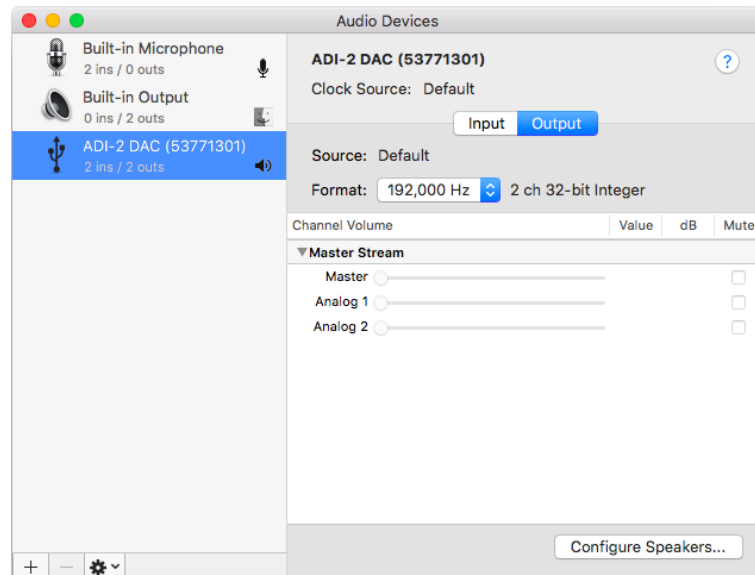 Audio Devices
Built-in Microphone
2 ins / 0 outs
Built-in Output
0 ins / 2 outs
ADI-2 DAC (53771301)
2 ins / 2 outs
ADI-2 DAC (53771301)
?
Clock Source: Default
Input Output
Source: Default
Format: 192,000 Hz 2 ch 32-bit Integer
Channel Volume Value dB Mute
Master Stream
Master
Analog 1
Analog 2
Configure Speakers...